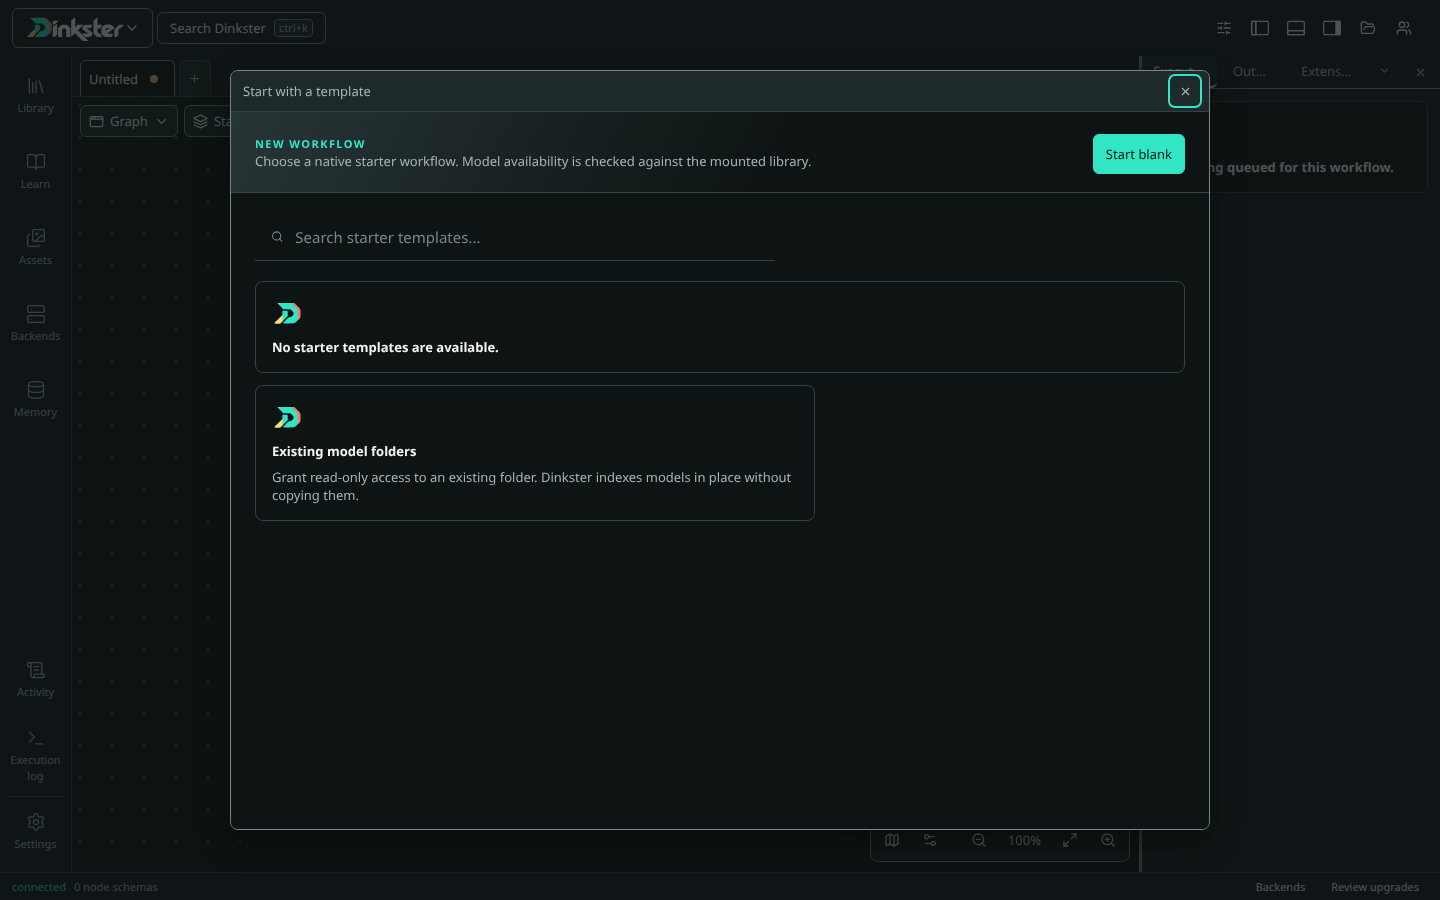 Dinkster
Search Dinkster ctrl+k
Library
Learn
Assets
Backends
Memory
Activity
Execution
log
Settings
Untitled
Graph
Start with a template
NEW WORKFLOW
Choose a native starter workflow. Model availability is checked against the mounted library.
Start blank
Search starter templates...
No starter templates are available.
Existing model folders
Grant read-only access to an existing folder. Dinkster indexes models in place without
copying them.
Out...
Extens...
queued for this workflow.
100%
connected 0 node schemas
Backends
Review upgrades